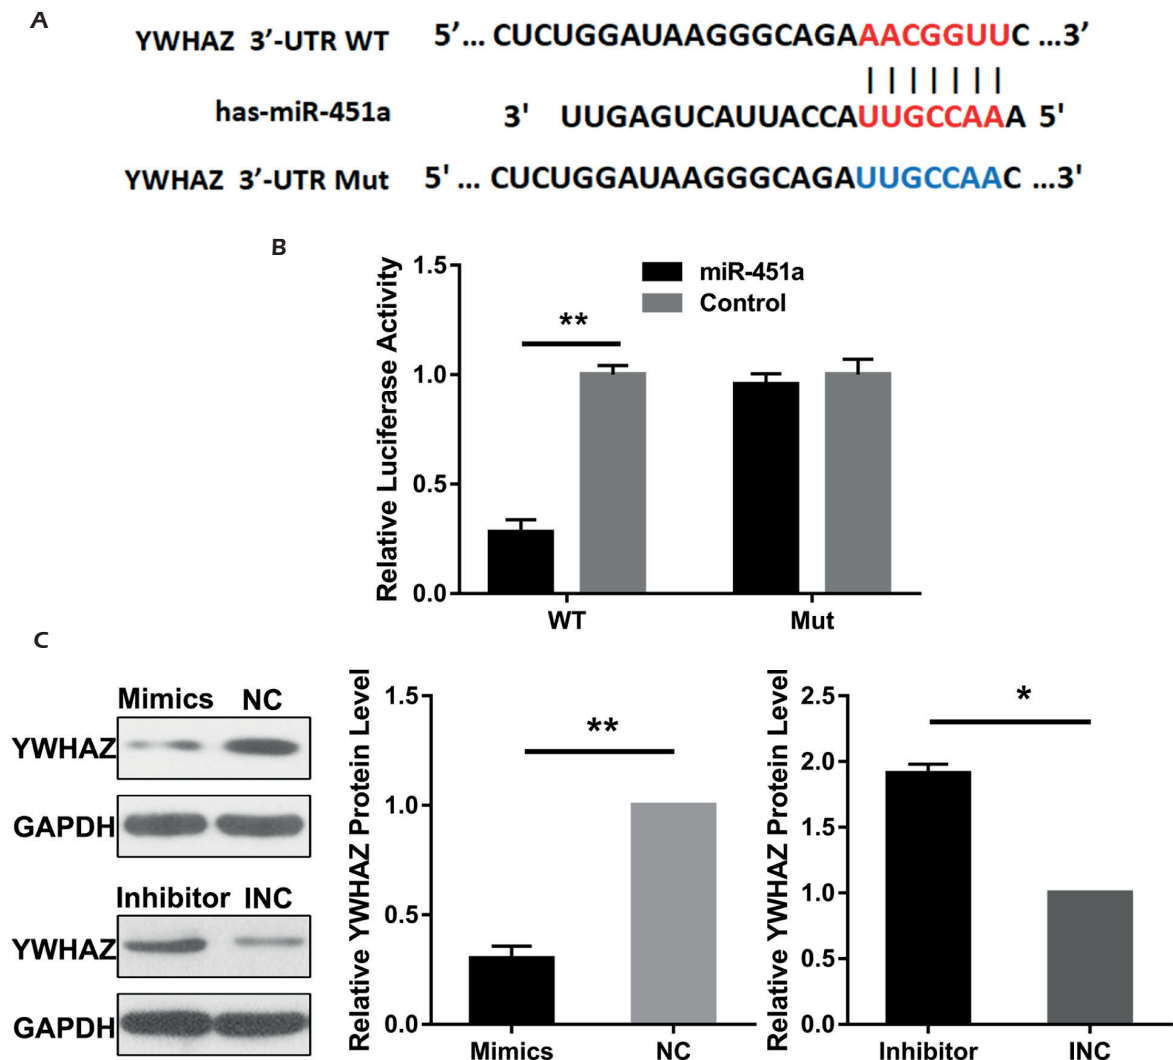 A
YWHAZ 3’-UTR WT 5’... CUCUGGAUAAGGGCAGAAACGGUUC ...3’
has-miR-451a 3' UUGAGUCAUUACCAUUGCCAAA 5'
YWHAZ 3’-UTR Mut 5' ... CUCUGGAUAAGGGCAGAUUGCCAAC ...3'
B
Relative Luciferase Activity
1.5
1.0
0.5
0.0
miR-451a
Control
**
WT Mut
C
Mimics NC
YWHAZ
GAPDH
Inhibitor INC
YWHAZ
GAPDH
Relative YWHAZ Protein Level
1.5
1.0
0.5
0.0
**
Mimics NC
Relative YWHAZ Protein Level
2.5
2.0
1.5
1.0
0.5
0.0
*
Inhibitor INC